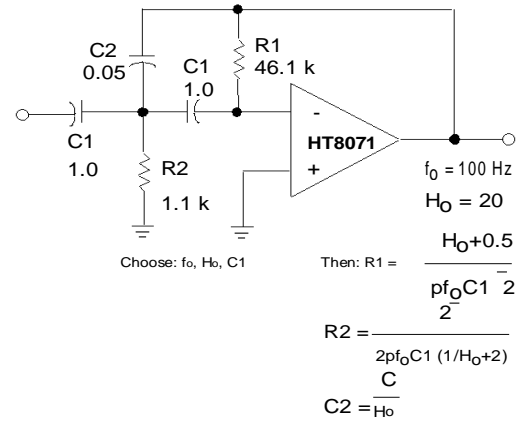 C2
0.05
R1
46.1 k
C1
1.0
-
HT8071
+
C1
1.0
R2
1.1 k
f0 = 100 Hz
HO = 20
Choose: fo, Ho, C1
Then: R1 =
HO+0.5
pfOC1 2
2
R2 =
2pfoC1 (1/Ho+2)
C
C2 =
Ho